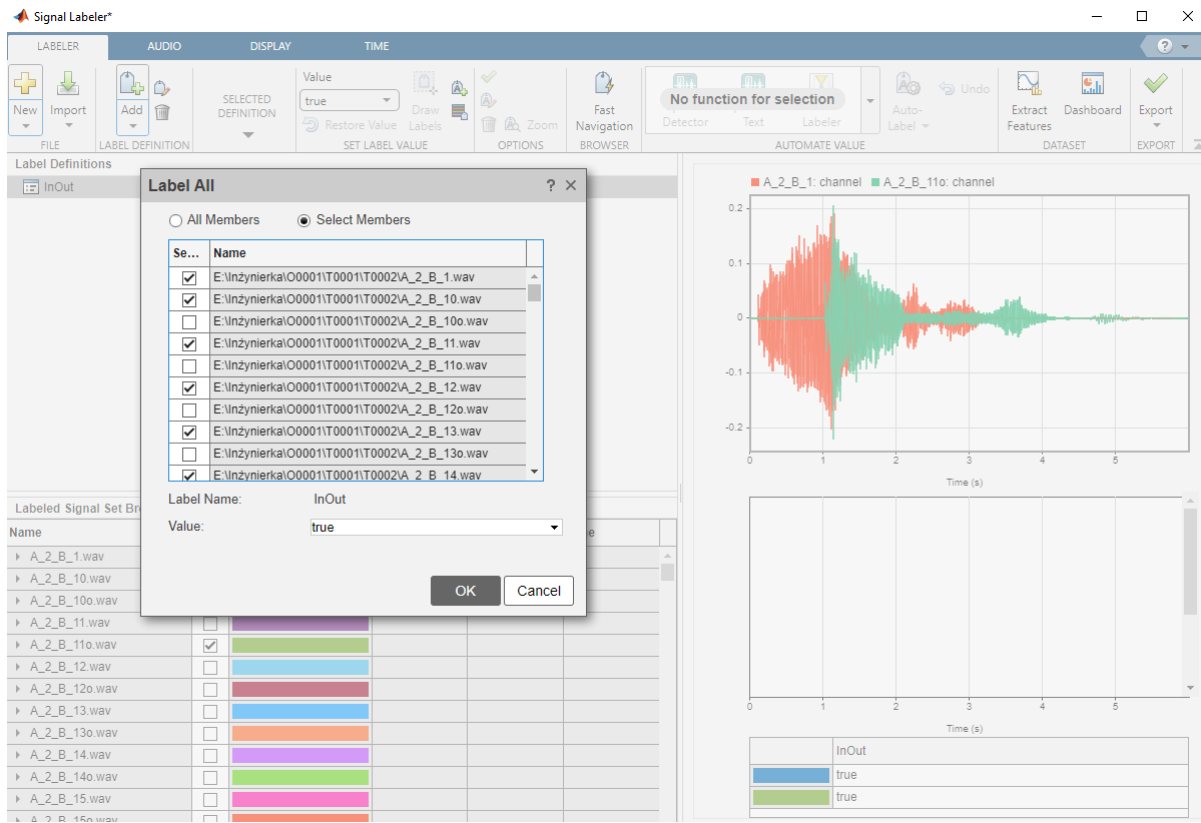 Signal Labeler*
LABELER AUDIO DISPLAY TIME
New Import
FILE
Add
LABEL DEFINITION
SELECTED
DEFINITION
Value
true
Restore Value
Draw
Labels
SET LABEL VALUE
Zoom
OPTIONS
Fast
Navigation
BROWSER
No function for selection
Detector Text Labeler
Auto-
Label
Undo
AUTOMATE VALUE
Extract
Features
Dashboard
DATASET
Export
EXPORT
Label Definitions
InOut
Label All
All Members Select Members
Se... Name
E:\Inżynierka\O0001\T0001\T0002\A_2_B_1.wav
E:\Inżynierka\O0001\T0001\T0002\A_2_B_10.wav
E:\Inżynierka\O0001\T0001\T0002\A_2_B_10o.wav
E:\Inżynierka\O0001\T0001\T0002\A_2_B_11.wav
E:\Inżynierka\O0001\T0001\T0002\A_2_B_11o.wav
E:\Inżynierka\O0001\T0001\T0002\A_2_B_12.wav
E:\Inżynierka\O0001\T0001\T0002\A_2_B_12o.wav
E:\Inżynierka\O0001\T0001\T0002\A_2_B_13.wav
E:\Inżynierka\O0001\T0001\T0002\A_2_B_13o.wav
E:\Inżynierka\O0001\T0001\T0002\A_2_B_14.wav
Label Name: InOut
Value: true
OK Cancel
Labeled Signal Set Br
Name
A_2_B_1.wav
A_2_B_10.wav
A_2_B_10o.wav
A_2_B_11.wav
A_2_B_11o.wav
A_2_B_12.wav
A_2_B_12o.wav
A_2_B_13.wav
A_2_B_13o.wav
A_2_B_14.wav
A_2_B_14o.wav
A_2_B_15.wav
A_2_B_15o.wav
A_2_B_1: channel A_2_B_11o: channel
0.2
0.1
0
-0.1
-0.2
0 1 2 3 4 5
Time (s)
0 1 2 3 4 5
Time (s)
InOut
true
true